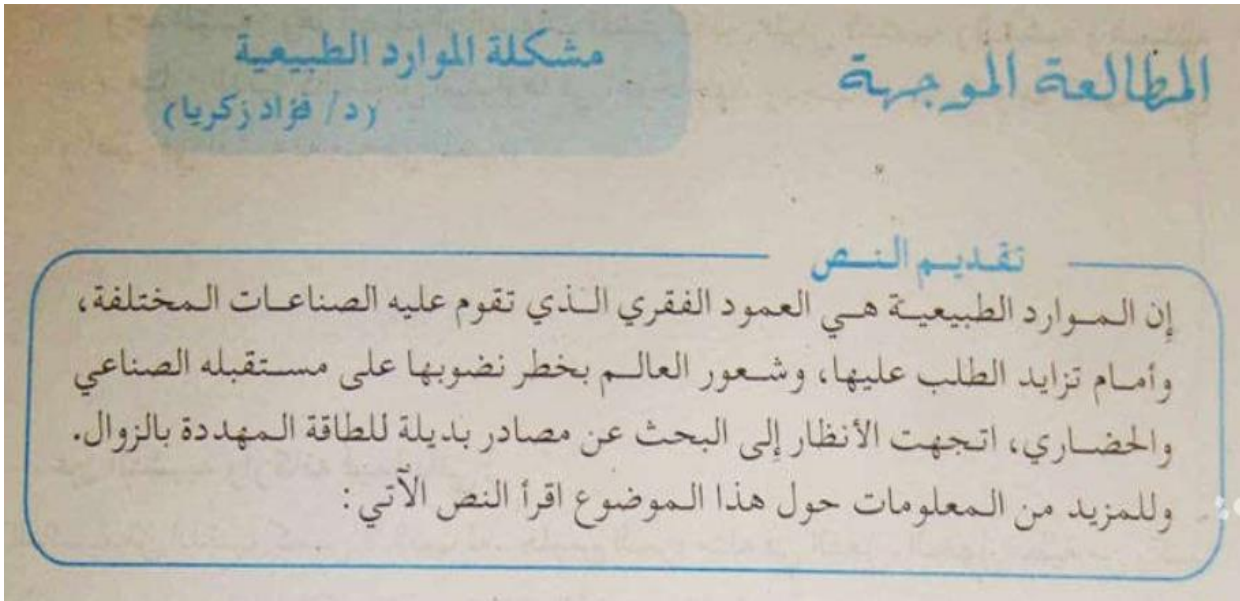 المطالعة الموجهة
مشكلة الموارد الطبيعية
(د/ فؤاد زكريا)
تقديم النص
إن الموارد الطبيعية هي العمود الفقري الذي تقوم عليه الصناعات المختلفة،
وأمام تزايد الطلب عليها، وشعور العالم بخطر نضوبها على مستقبله الصناعي
والحضاري، اتجهت الأنظار إلى البحث عن مصادر بديلة للطاقة المهددة بالزوال.
وللمزيد من المعلومات حول هذا الموضوع اقرأ النص الآتي: